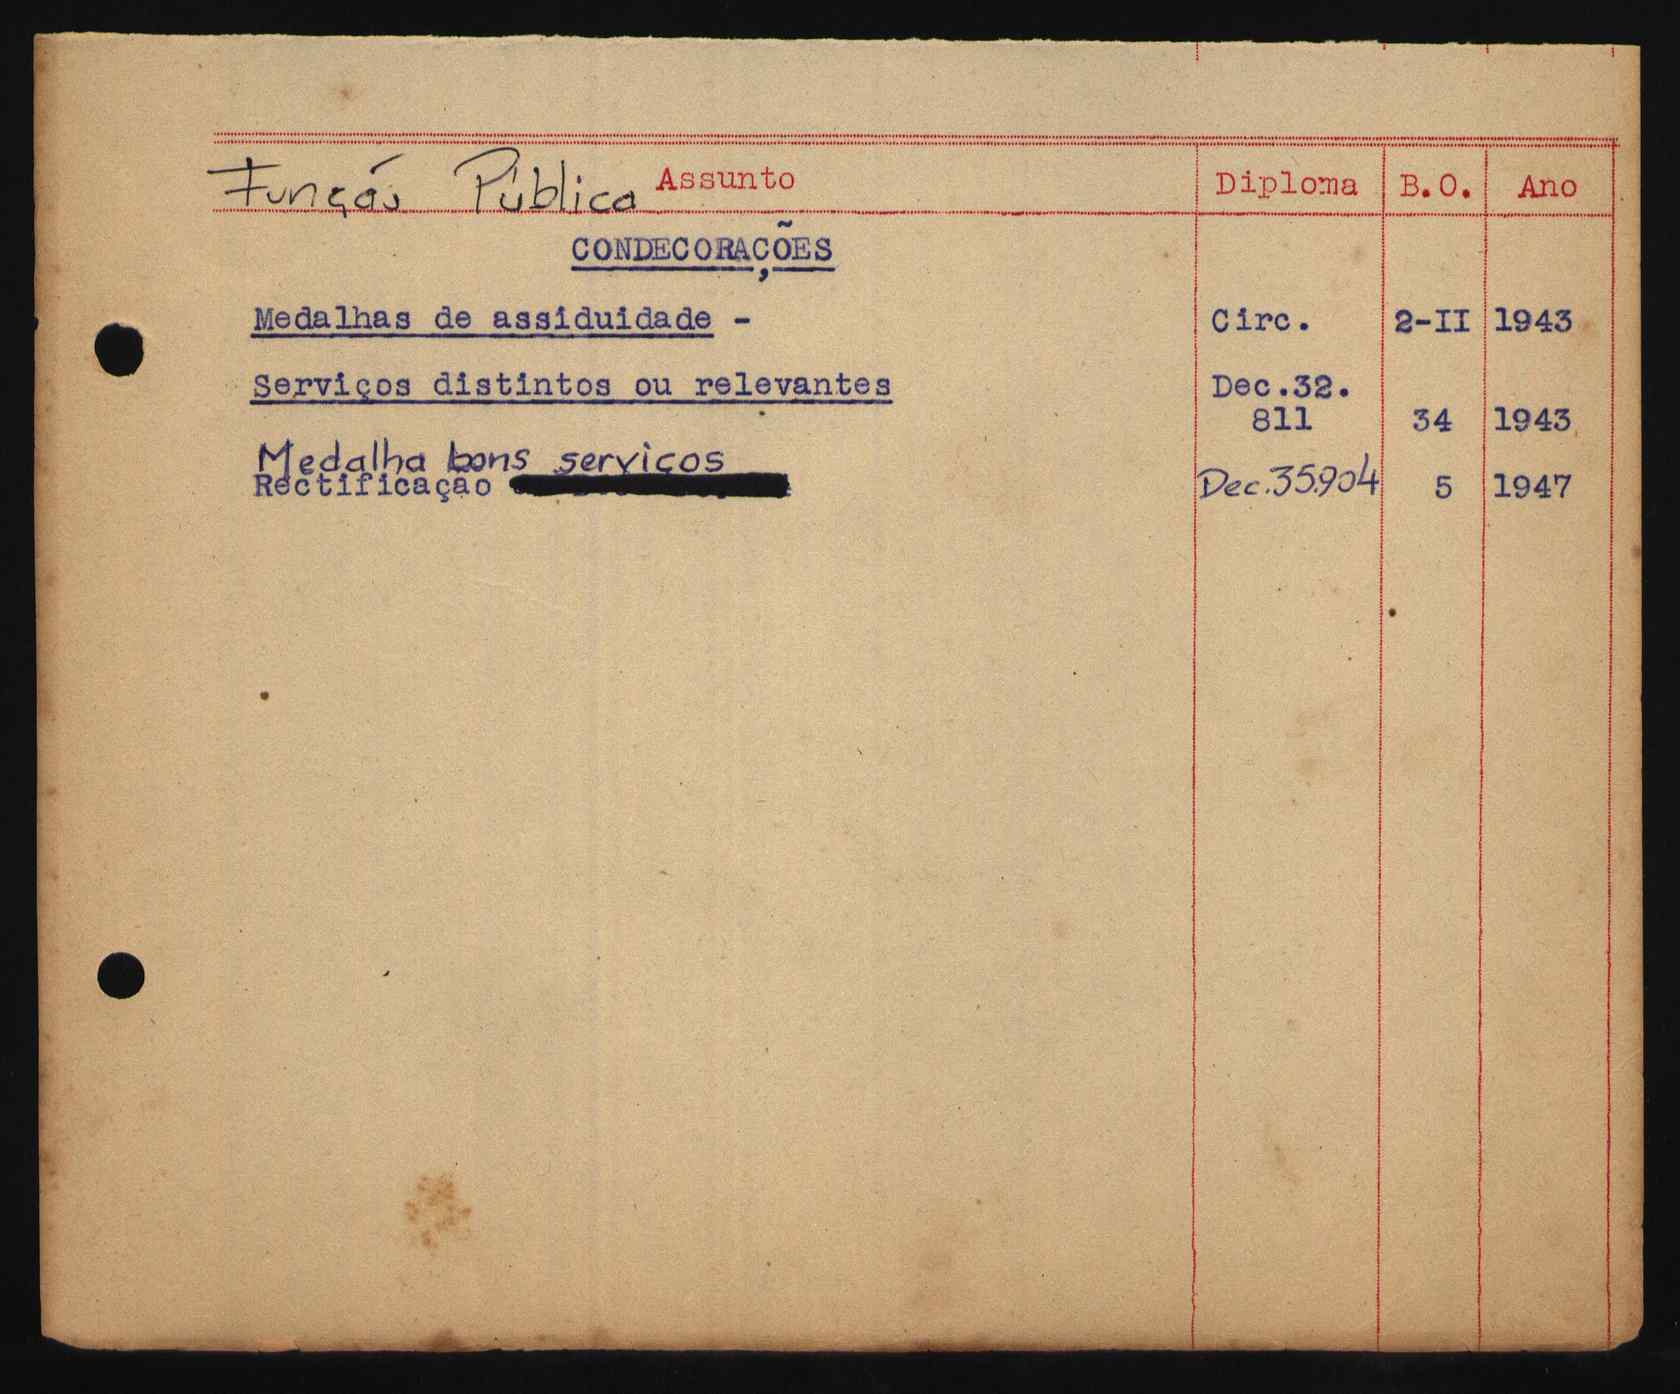 Função Pública Assunto Diploma B.O. Ano
CONDECORAÇÕES
Medalhas de assiduidade - Circ. 2-II 1943
Serviços distintos ou relevantes Dec.32.
811 34 1943
Medalha bons serviços
Rectificação Dec.35.904 5 1947